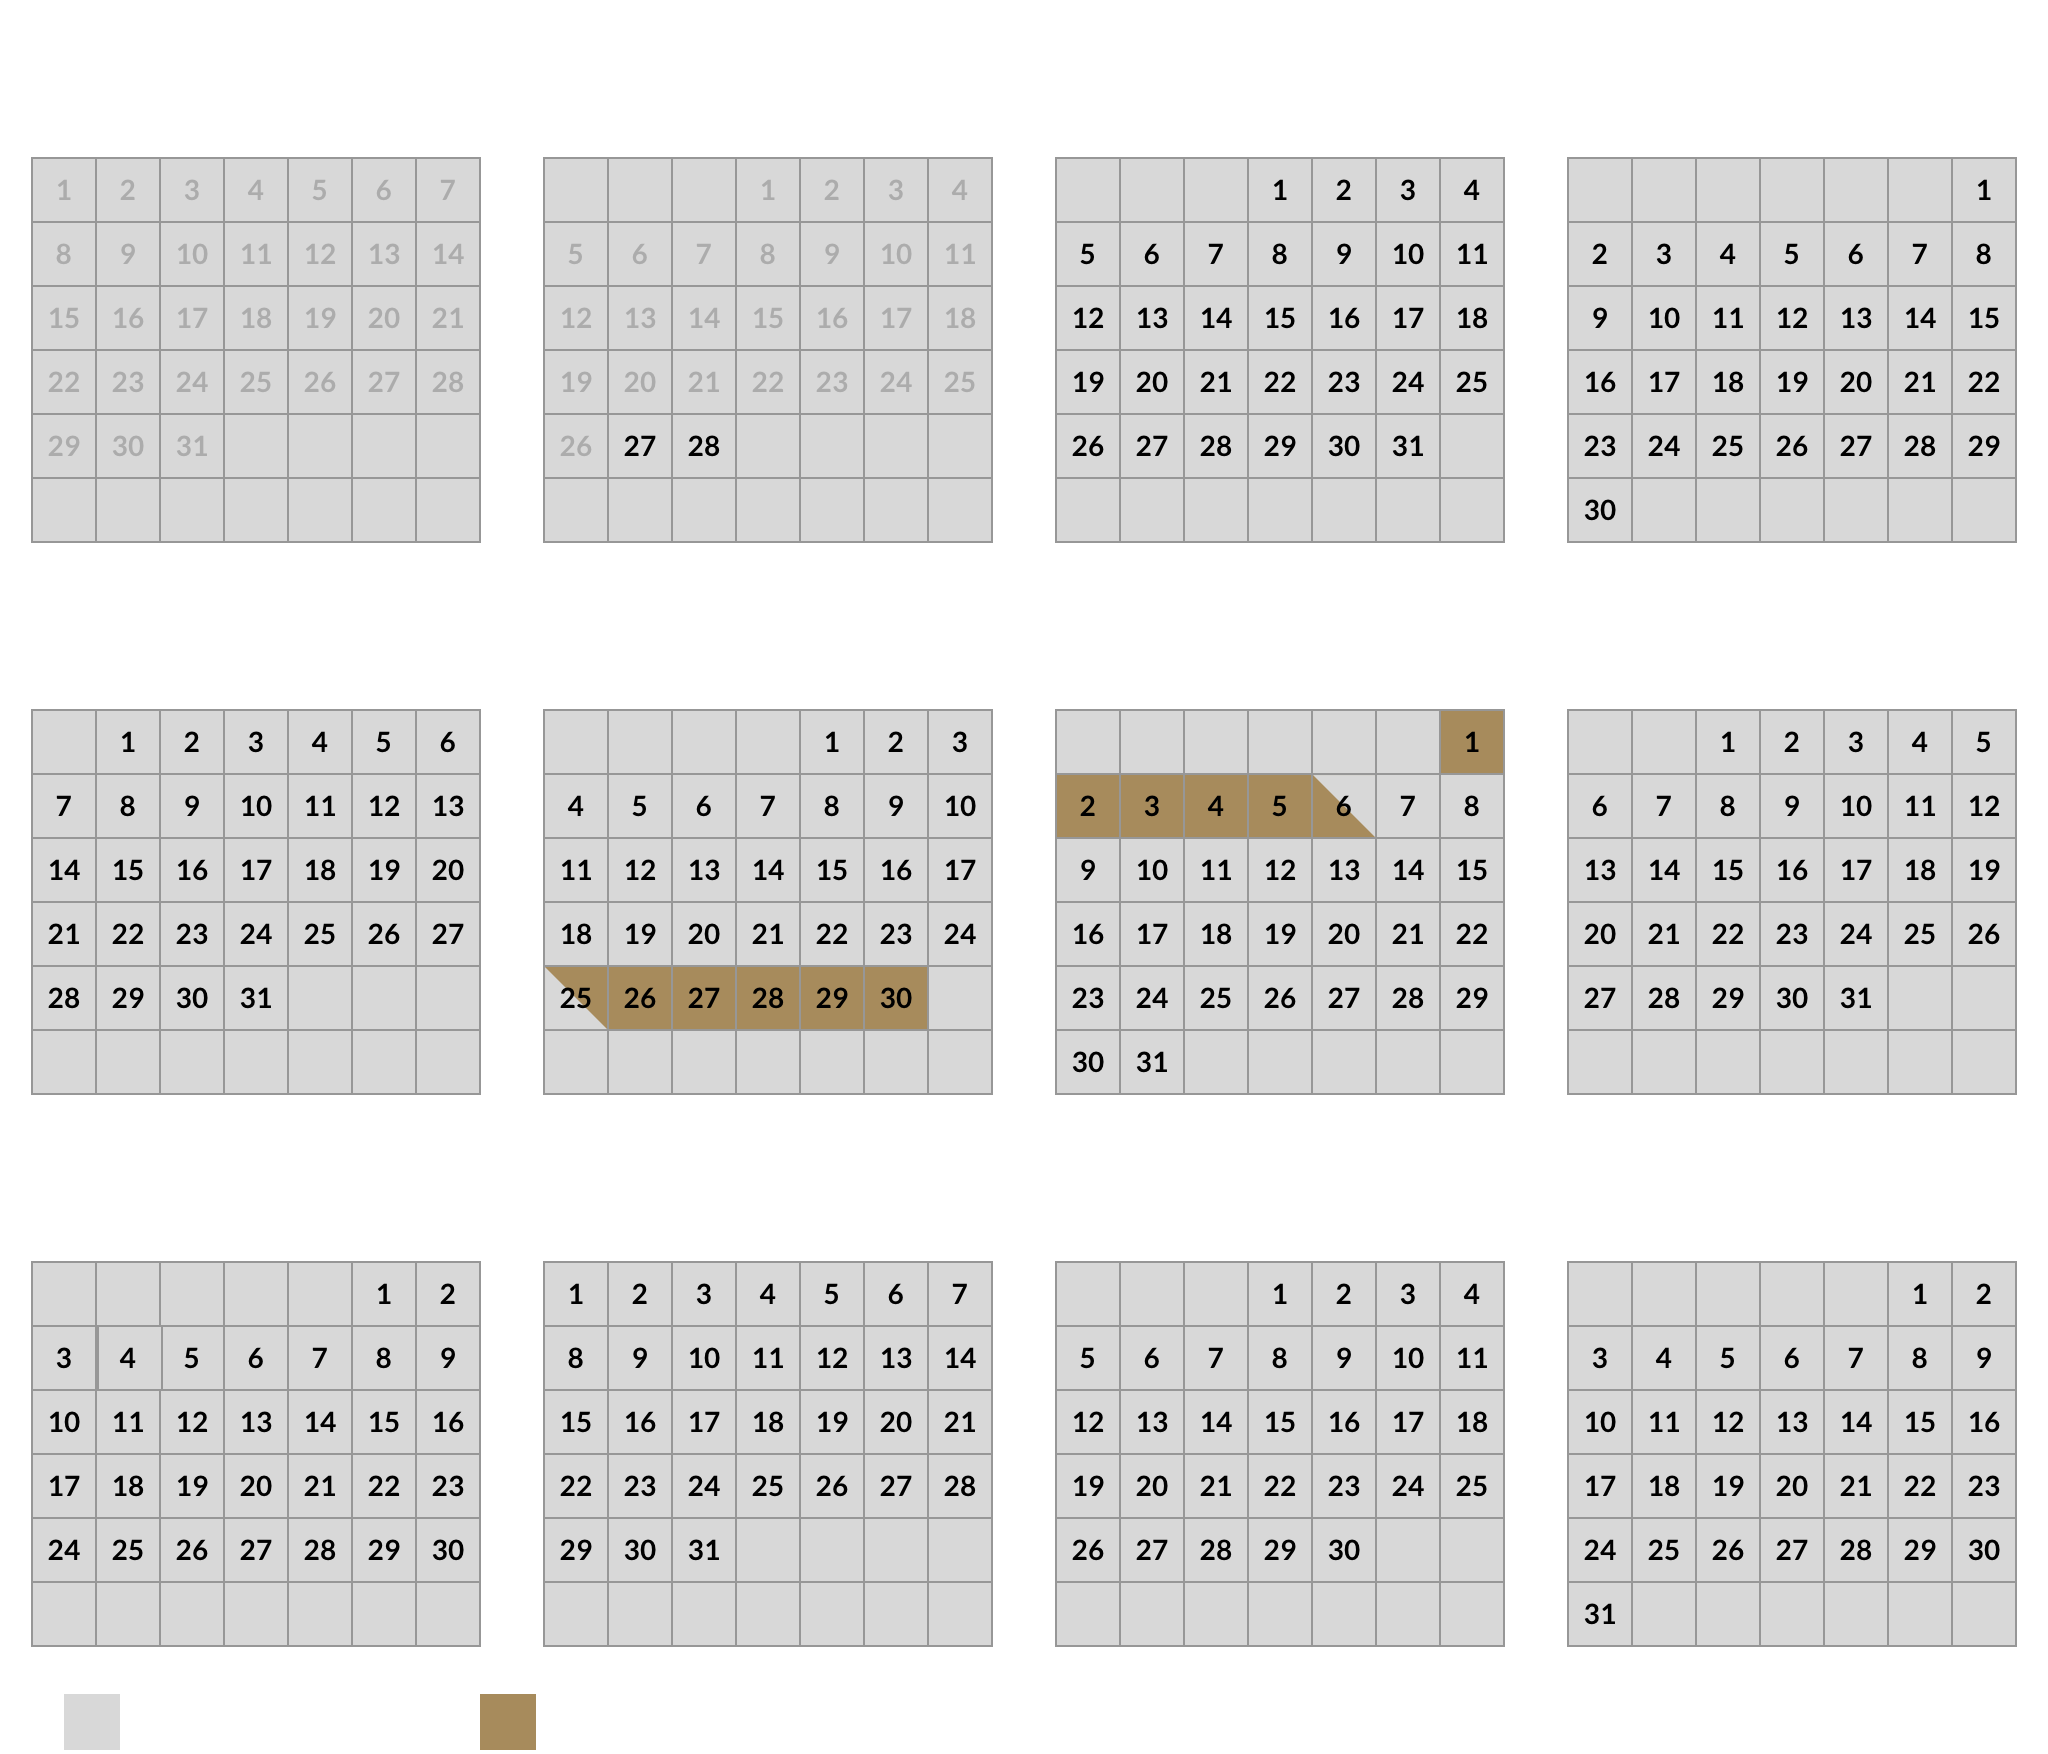 1 2 3 4 5 6 7
8 9 10 11 12 13 14
15 16 17 18 19 20 21
22 23 24 25 26 27 28
29 30 31
1 2 3 4
5 6 7 8 9 10 11
12 13 14 15 16 17 18
19 20 21 22 23 24 25
26 27 28
1 2 3 4
5 6 7 8 9 10 11
12 13 14 15 16 17 18
19 20 21 22 23 24 25
26 27 28 29 30 31
1
2 3 4 5 6 7 8
9 10 11 12 13 14 15
16 17 18 19 20 21 22
23 24 25 26 27 28 29
30
1 2 3 4 5 6
7 8 9 10 11 12 13
14 15 16 17 18 19 20
21 22 23 24 25 26 27
28 29 30 31
1 2 3
4 5 6 7 8 9 10
11 12 13 14 15 16 17
18 19 20 21 22 23 24
25 26 27 28 29 30
1
2 3 4 5 6 7 8
9 10 11 12 13 14 15
16 17 18 19 20 21 22
23 24 25 26 27 28 29
30 31
1 2 3 4 5
6 7 8 9 10 11 12
13 14 15 16 17 18 19
20 21 22 23 24 25 26
27 28 29 30 31
1 2
3 4 5 6 7 8 9
10 11 12 13 14 15 16
17 18 19 20 21 22 23
24 25 26 27 28 29 30
1 2 3 4 5 6 7
8 9 10 11 12 13 14
15 16 17 18 19 20 21
22 23 24 25 26 27 28
29 30 31
1 2 3 4
5 6 7 8 9 10 11
12 13 14 15 16 17 18
19 20 21 22 23 24 25
26 27 28 29 30
1 2
3 4 5 6 7 8 9
10 11 12 13 14 15 16
17 18 19 20 21 22 23
24 25 26 27 28 29 30
31